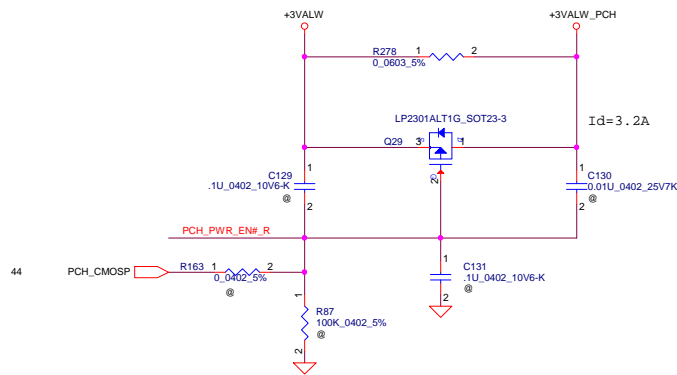 +3VALW
+3VALW_PCH
R278 1 2
0_0603_5%
LP2301ALT1G_SOT23-3
Id=3.2A
Q29 3 1
2
1
C129
.1U_0402_10V6-K
@
2
1
C130
0.01U_0402_25V7K
@
2
PCH_PWR_EN#_R
44 PCH_CMOSP
R163 1 2
0_0402_5%
@
1
C131
.1U_0402_10V6-K
@
2
1
R87
100K_0402_5%
@
2